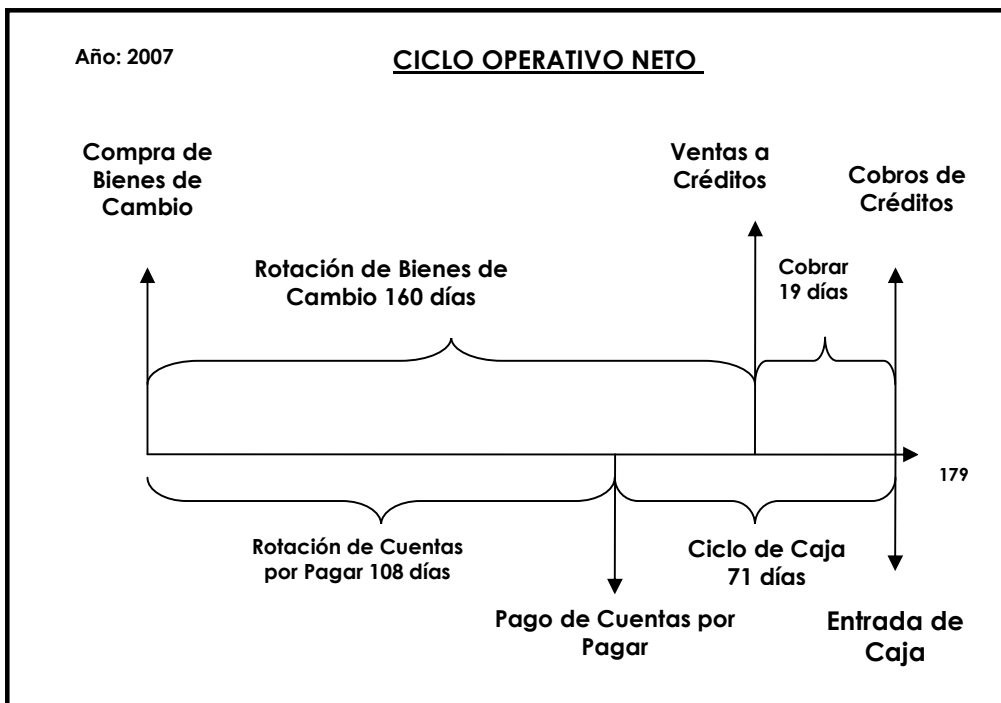 Año: 2007
CICLO OPERATIVO NETO
Compra de
Bienes de
Cambio
Ventas a
Créditos
Cobros de
Créditos
Rotación de Bienes de
Cambio 160 días
Cobrar
19 días
179
Rotación de Cuentas
por Pagar 108 días
Ciclo de Caja
71 días
Pago de Cuentas por
Pagar
Entrada de
Caja